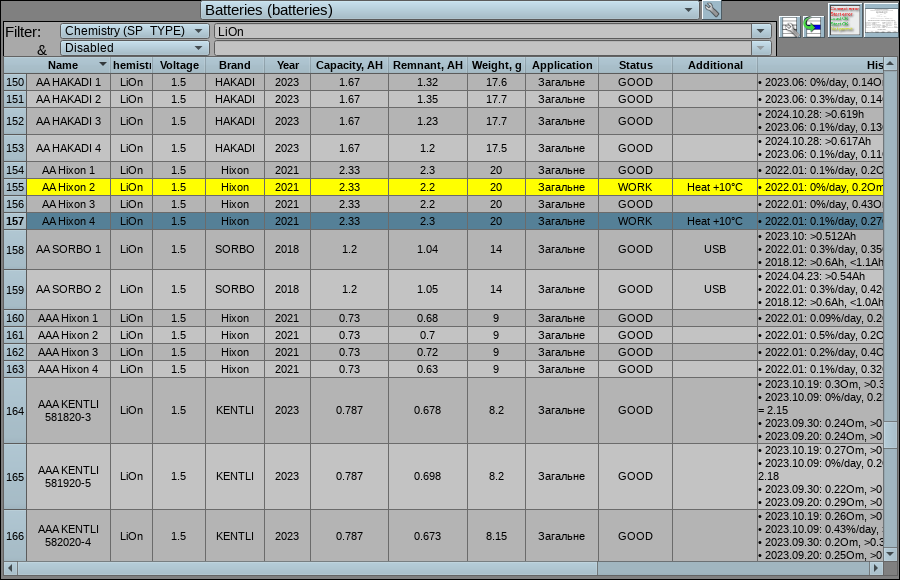 Batteries (batteries)
Filter: Chemistry (SP_TYPE) LiOn
& Disabled
Name hemistr Voltage Brand Year Capacity, AH Remnant, AH Weight, g Application Status Additional His
150 AA HAKADI 1 LiOn 1.5 HAKADI 2023 1.67 1.32 17.6 Загальне GOOD • 2023.06: 0%/day, 0.14Om
151 AA HAKADI 2 LiOn 1.5 HAKADI 2023 1.67 1.35 17.7 Загальне GOOD • 2023.06: 0.3%/day, 0.14
152 AA HAKADI 3 LiOn 1.5 HAKADI 2023 1.67 1.23 17.7 Загальне GOOD • 2024.10.28: >0.619h
• 2023.06: 0.1%/day, 0.13
153 AA HAKADI 4 LiOn 1.5 HAKADI 2023 1.67 1.2 17.5 Загальне GOOD • 2024.10.28: >0.617Ah
• 2023.06: 0.1%/day, 0.11
154 AA Hixon 1 LiOn 1.5 Hixon 2021 2.33 2.3 20 Загальне GOOD • 2022.01: 0.1%/day, 0.2O
155 AA Hixon 2 LiOn 1.5 Hixon 2021 2.33 2.2 20 Загальне WORK Heat +10°C • 2022.01: 0%/day, 0.2Om
156 AA Hixon 3 LiOn 1.5 Hixon 2021 2.33 2.2 20 Загальне GOOD • 2022.01: 0%/day, 0.43O
157 AA Hixon 4 LiOn 1.5 Hixon 2021 2.33 2.3 20 Загальне WORK Heat +10°C • 2022.01: 0.1%/day, 0.27
158 AA SORBO 1 LiOn 1.5 SORBO 2018 1.2 1.04 14 Загальне GOOD USB • 2023.10: >0.512Ah
• 2022.01: 0.3%/day, 0.35
• 2018.12: >0.6Ah, <1.1Ah
159 AA SORBO 2 LiOn 1.5 SORBO 2018 1.2 1.05 14 Загальне GOOD USB • 2024.04.23: >0.54Ah
• 2022.01: 0.3%/day, 0.42
• 2018.12: >0.6Ah, <1.0Ah
160 AAA Hixon 1 LiOn 1.5 Hixon 2021 0.73 0.68 9 Загальне GOOD • 2022.01: 0.09%/day, 0.2
161 AAA Hixon 2 LiOn 1.5 Hixon 2021 0.73 0.7 9 Загальне GOOD • 2022.01: 0.5%/day, 0.2O
162 AAA Hixon 3 LiOn 1.5 Hixon 2021 0.73 0.72 9 Загальне GOOD • 2022.01: 0.2%/day, 0.4O
163 AAA Hixon 4 LiOn 1.5 Hixon 2021 0.73 0.63 9 Загальне GOOD • 2022.01: 0.1%/day, 0.32
164 AAA KENTLI 581820-3 LiOn 1.5 KENTLI 2023 0.787 0.678 8.2 Загальне GOOD • 2023.10.19: 0.3Om, >0.3
• 2023.10.09: 0%/day, 0.2
= 2.15
• 2023.09.30: 0.24Om, >0
• 2023.09.20: 0.24Om, >0
165 AAA KENTLI 581920-5 LiOn 1.5 KENTLI 2023 0.787 0.698 8.2 Загальне GOOD • 2023.10.19: 0.27Om, >0
• 2023.10.09: 0%/day, 0.2
2.18
• 2023.09.30: 0.22Om, >0
• 2023.09.20: 0.29Om, >0
166 AAA KENTLI 582020-4 LiOn 1.5 KENTLI 2023 0.787 0.673 8.15 Загальне GOOD • 2023.10.19: 0.26Om, >0
• 2023.10.09: 0.43%/day,
• 2023.09.30: 0.2Om, >0.3
• 2023.09.20: 0.25Om, >0